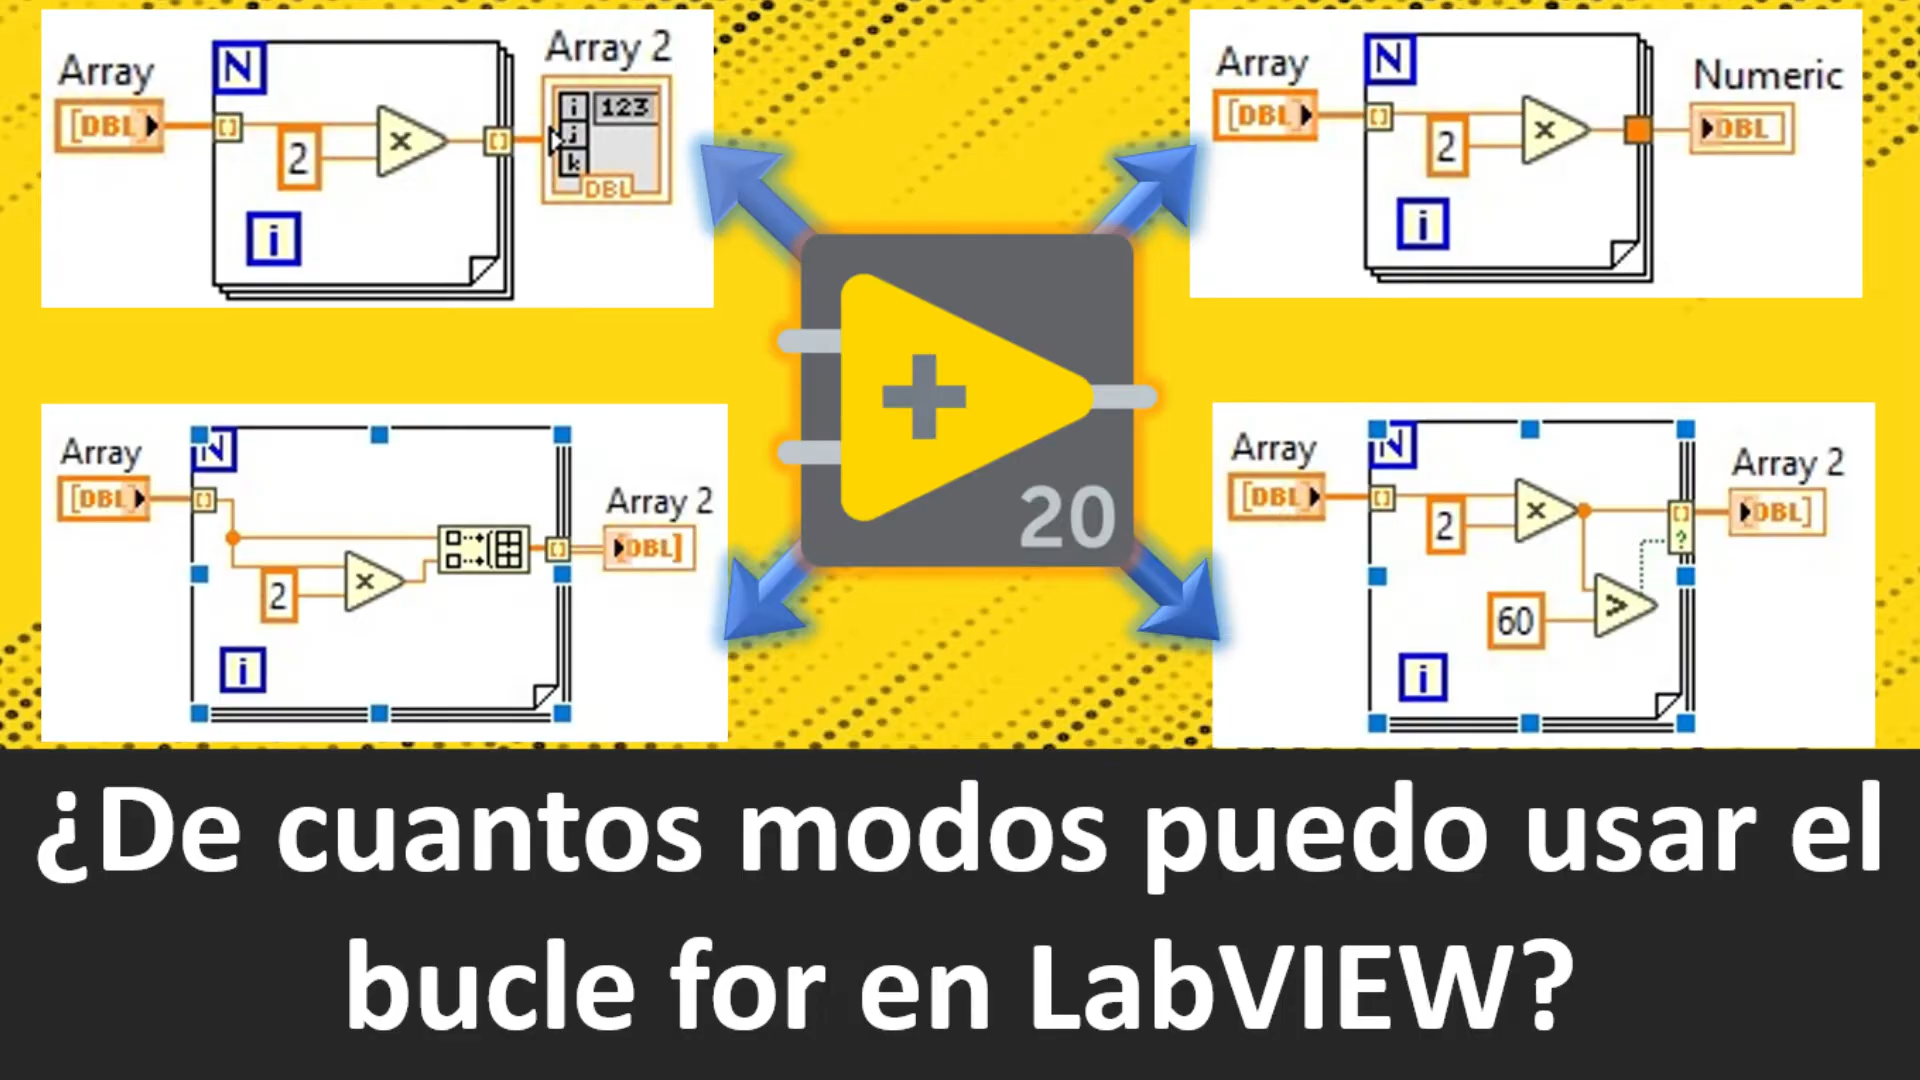 Array
[DBL
N
2
×
i
Array 2
i
123
j
k
DBL
Array
[DBL
N
2
×
i
Numeric
DBL
+
20
Array
[DBL
N
2
×
i
Array 2
DBL]
Array
[DBL
N
2
×
60
>
?
i
Array 2
DBL]
¿De cuantos modos puedo usar el
bucle for en LabVIEW?